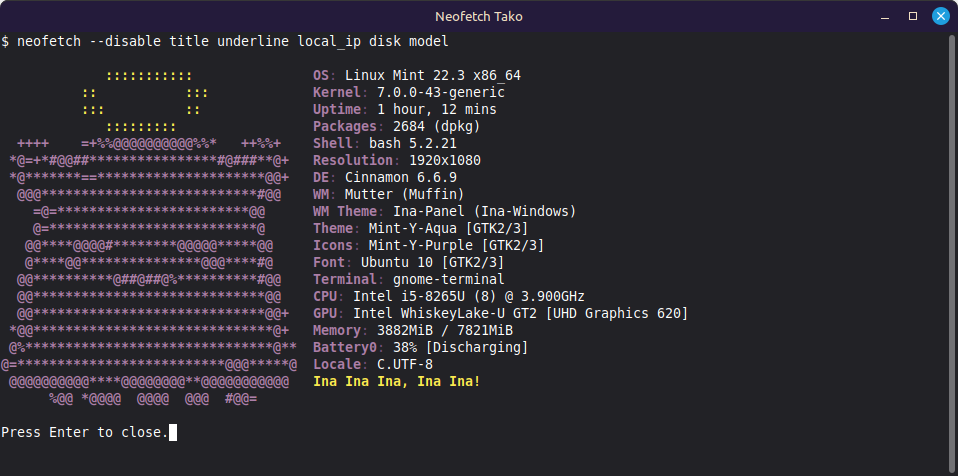 Neofetch Tako
$ neofetch --disable title underline local_ip disk model
             :::::::::::               OS: Linux Mint 22.3 x86_64
          ::           :::             Kernel: 7.0.0-43-generic
          :::          ::              Uptime: 1 hour, 12 mins
             :::::::::                 Packages: 2684 (dpkg)
  ++++    =+%%@@@@@@@@@@%%*   ++%%+    Shell: bash 5.2.21
 *@=+*#@@##****************#@###**@+   Resolution: 1920x1080
 *@*******==*********************@@+   DE: Cinnamon 6.6.9
  @@@***************************#@@    WM: Mutter (Muffin)
    =@=************************@@      WM Theme: Ina-Panel (Ina-Windows)
    @=**************************@      Theme: Mint-Y-Aqua [GTK2/3]
   @@****@@@@#********@@@@@*****@@     Icons: Mint-Y-Purple [GTK2/3]
   @****@@***************@@@****#@     Font: Ubuntu 10 [GTK2/3]
  @@**********@##@##@%**********#@@    Terminal: gnome-terminal
  @@*****************************@@    CPU: Intel i5-8265U (8) @ 3.900GHz
  @@*****************************@@+   GPU: Intel WhiskeyLake-U GT2 [UHD Graphics 620]
 *@@******************************@+   Memory: 3882MiB / 7821MiB
 @%*******************************@**  Battery0: 38% [Discharging]
@=**************************@@@*****@  Locale: C.UTF-8
 @@@@@@@@@@****@@@@@@@@**@@@@@@@@@@@   Ina Ina Ina, Ina Ina!
      %@@ *@@@@  @@@@  @@@  #@@=
Press Enter to close.